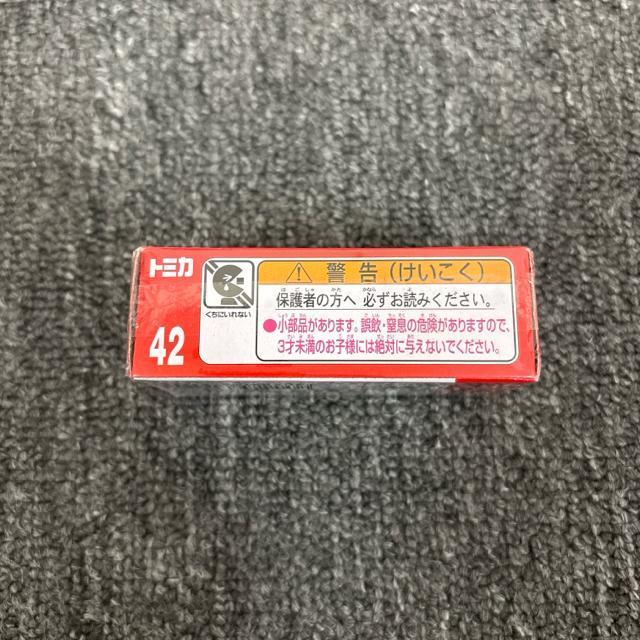 トミカ
42
くちにいれない
警告(けいこく)
保護者の方へ 必ずお読みください。
●小部品があります。誤飲・窒息の危険がありますので、
3才未満のお子様には絶対に与えないでください。